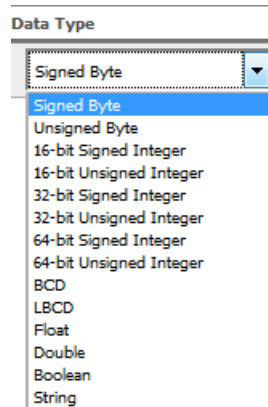 Data Type
Signed Byte
Signed Byte
Unsigned Byte
16-bit Signed Integer
16-bit Unsigned Integer
32-bit Signed Integer
32-bit Unsigned Integer
64-bit Signed Integer
64-bit Unsigned Integer
BCD
LBCD
Float
Double
Boolean
String